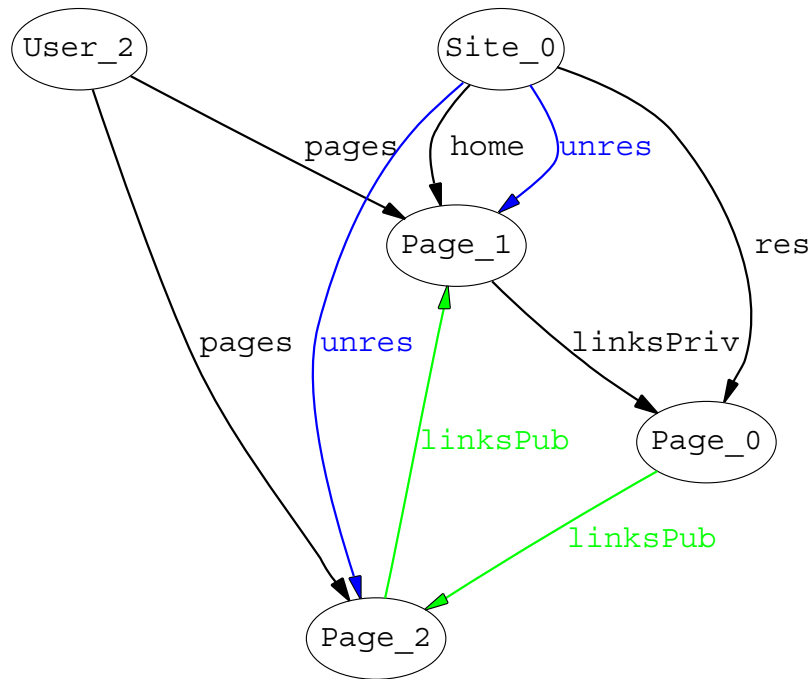 User_2
Site_0
pages
home
unres
Page_1
res
pages
unres
linksPriv
linksPub
Page_0
linksPub
Page_2